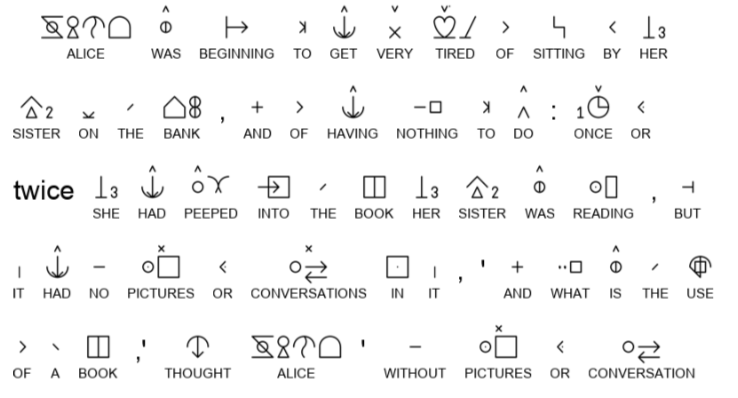 ALICE WAS BEGINNING TO GET VERY TIRED OF SITTING BY HER
SISTER ON THE BANK , AND OF HAVING NOTHING TO DO : ONCE OR
twice SHE HAD PEEPED INTO THE BOOK HER SISTER WAS READING , BUT
IT HAD NO PICTURES OR CONVERSATIONS IN IT , ' AND WHAT IS THE USE
OF A BOOK ,' THOUGHT ALICE ' WITHOUT PICTURES OR CONVERSATION